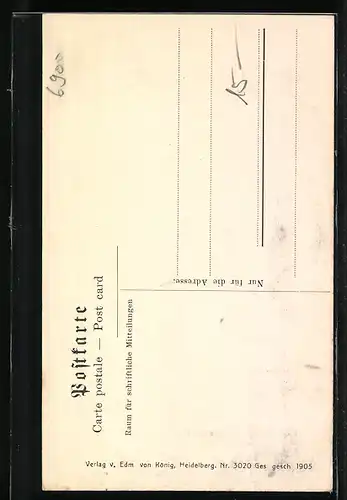 6900
15 —
Postkarte
Carte postale — Post card
Raum für schriftliche Mitteilungen
Nur für die Adresse.
Verlag v. Edm von König, Heidelberg. Nr. 3020 Ges gesch 1905